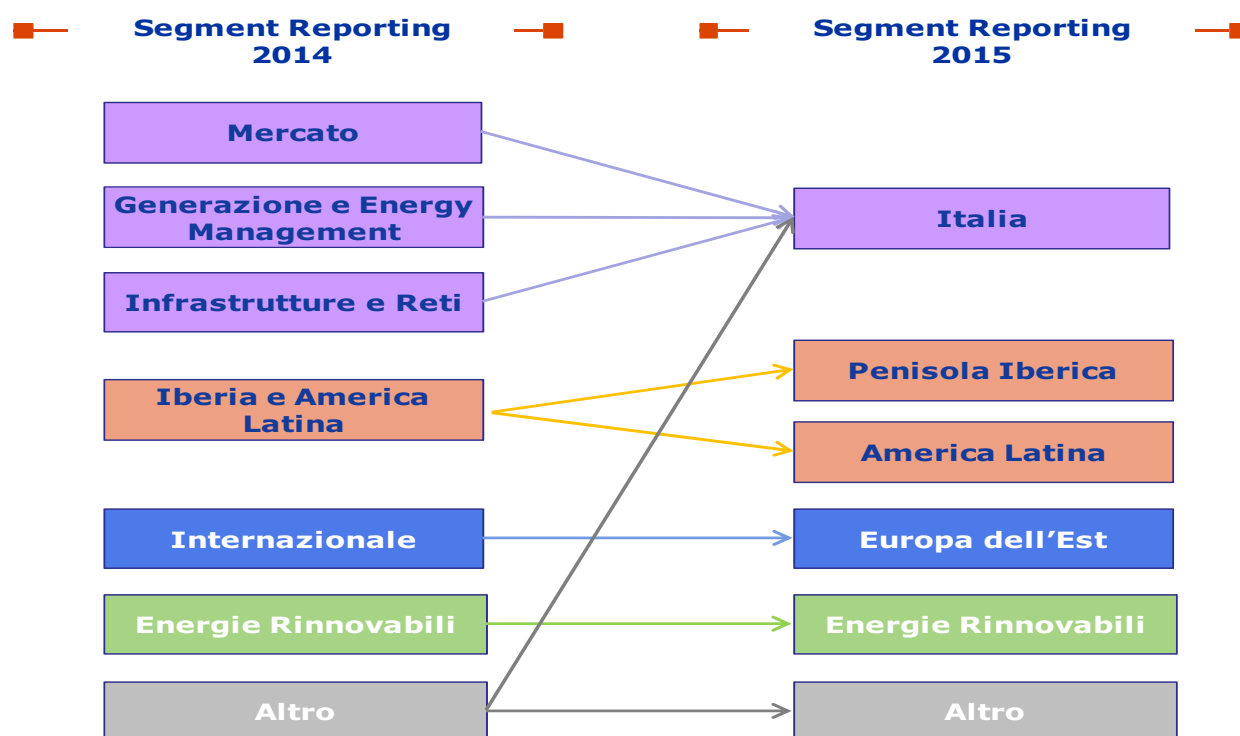 Segment Reporting
2014
Segment Reporting
2015
Mercato
Generazione e Energy
Management
Infrastrutture e Reti
Iberia e America
Latina
Internazionale
Energie Rinnovabili
Altro
Italia
Penisola Iberica
America Latina
Europa dell’Est
Energie Rinnovabili
Altro